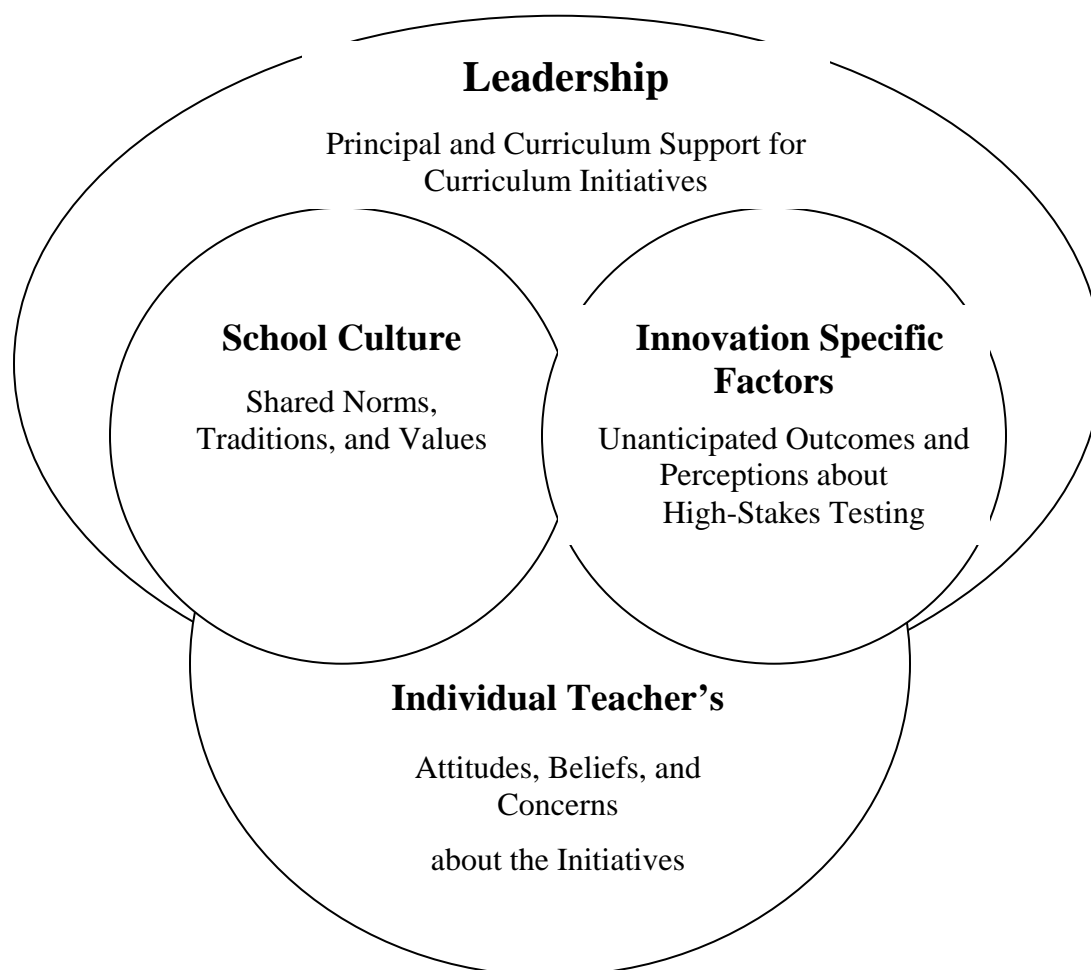 Leadership
Principal and Curriculum Support for
Curriculum Initiatives
School Culture
Shared Norms,
Traditions, and Values
Innovation Specific
Factors
Unanticipated Outcomes and
Perceptions about
High-Stakes Testing
Individual Teacher’s
Attitudes, Beliefs, and
Concerns
about the Initiatives